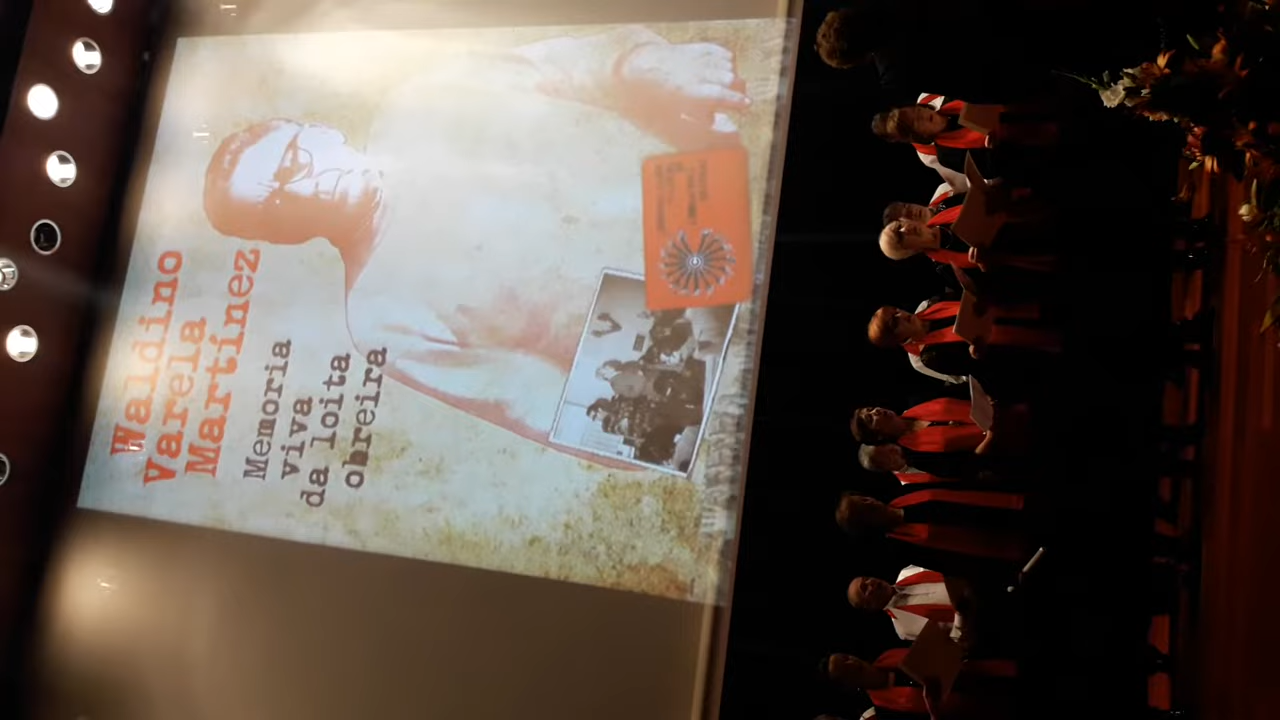 Waldino
Varela
Martínez
Memoria
viva
da loita
obreira